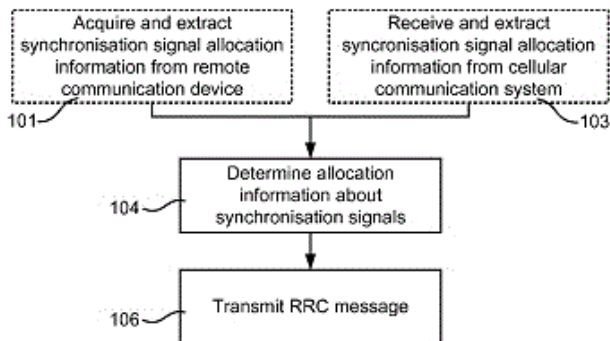 Acquire and extract
synchronisation signal allocation
information from remote
communication device
101
Receive and extract
syncronisation signal allocation
information from cellular
communication system
103
Determine allocation
information about
synchronisation signals
104
Transmit RRC message
106